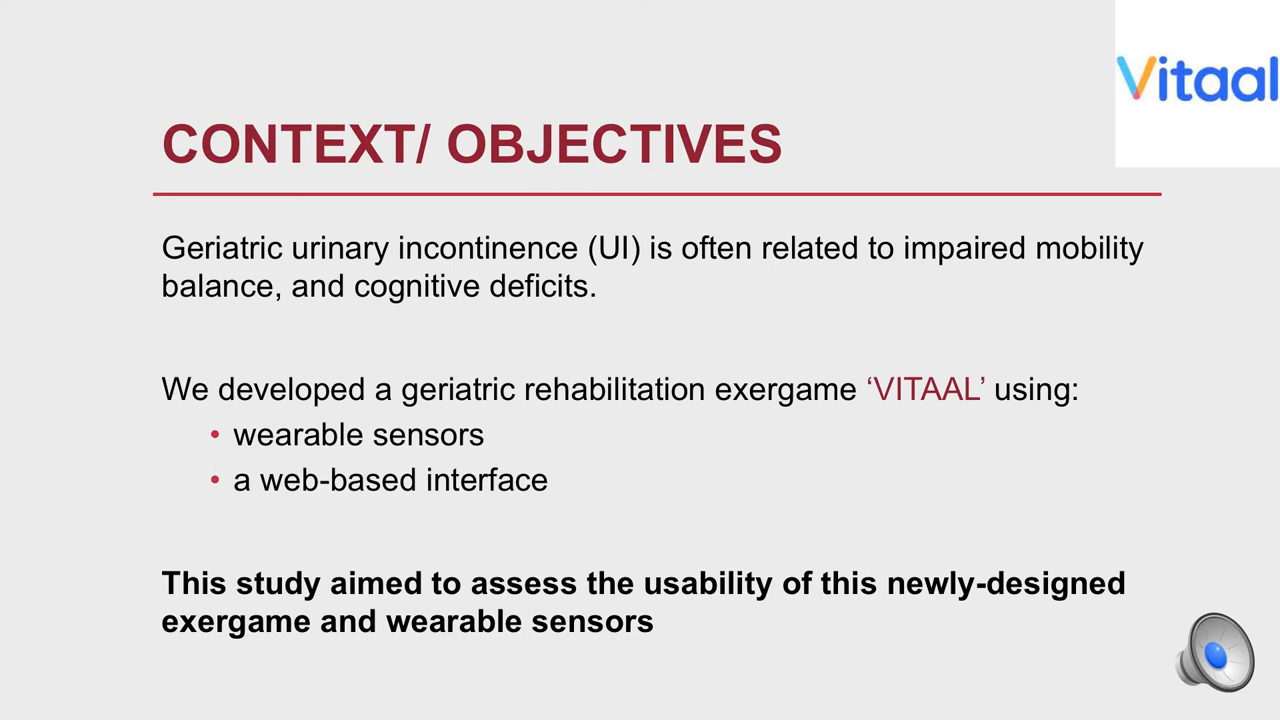 Vitaal
CONTEXT/ OBJECTIVES
Geriatric urinary incontinence (UI) is often related to impaired mobility
balance, and cognitive deficits.
We developed a geriatric rehabilitation exergame ‘VITAAL’ using:
• wearable sensors
• a web-based interface
This study aimed to assess the usability of this newly-designed
exergame and wearable sensors